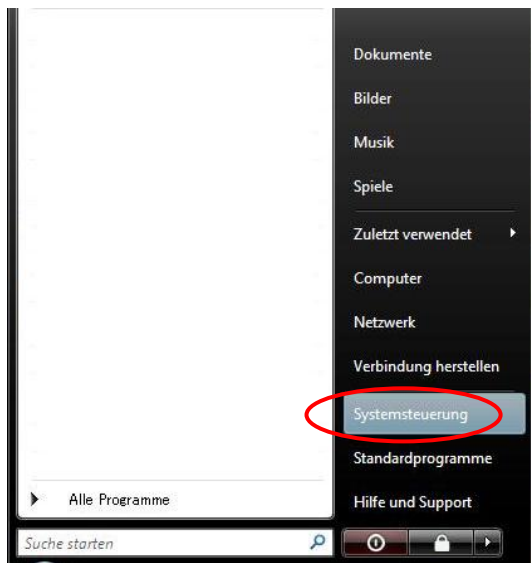 Dokumente
Bilder
Musik
Spiele
Zuletzt verwendet
Computer
Netzwerk
Verbindung herstellen
Systemsteuerung
Standardprogramme
Hilfe und Support
Alle Programme
Suche starten